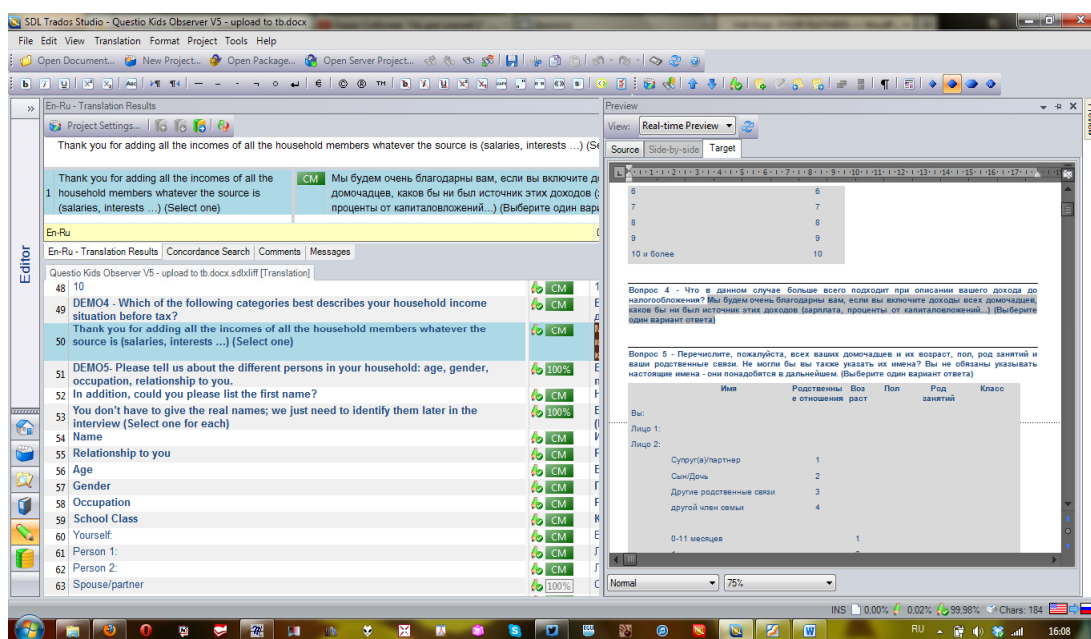 SDL Trados Studio - Questio Kids Observer V5 - upload to tb.docx
File Edit View Translation Format Project Tools Help
Open Document... New Project... Open Package... Open Server Project...
En-Ru - Translation Results
Project Settings...
Thank you for adding all the incomes of all the household members whatever the source is (salaries, interests ...) (Se
1 Thank you for adding all the incomes of all the
household members whatever the source is
(salaries, interests ...) (Select one)
CM
Мы будем очень благодарны вам, если вы включите до
домочадцев, каков бы ни был источник этих доходов (з
проценты от капиталовложений...) (Выберите один вари
En-Ru
En-Ru - Translation Results Concordance Search Comments Messages
Questio Kids Observer V5 - upload to tb.docx.sdlxliff [Translation]
Editor
48 10 CM
49 DEMO4 - Which of the following categories best describes your household income
situation before tax? CM
50 Thank you for adding all the incomes of all the household members whatever the
source is (salaries, interests ...) (Select one) CM
51 DEMO5- Please tell us about the different persons in your household: age, gender,
occupation, relationship to you. 100%
52 In addition, could you please list the first name? CM
53 You don't have to give the real names; we just need to identify them later in the
interview (Select one for each) 100%
54 Name CM
55 Relationship to you CM
56 Age CM
57 Gender CM
58 Occupation CM
59 School Class CM
60 Yourself: CM
61 Person 1: CM
62 Person 2: CM
63 Spouse/partner 100%
Preview
View: Real-time Preview
Source Side-by-side Target
6 6
7 7
8 8
9 9
10 и более 10
Вопрос 4 - Что в данном случае больше всего подходит при описании вашего дохода до
налогообложения? Мы будем очень благодарны вам, если вы включите доходы всех домочадцев,
каков бы ни был источник этих доходов (зарплата, проценты от капиталовложений...) (Выберите
один вариант ответа)
Вопрос 5 - Перечислите, пожалуйста, всех ваших домочадцев и их возраст, пол, род занятий и
ваши родственные связи. Не могли бы вы также указать их имена? Вы не обязаны указывать
настоящие имена - они понадобятся в дальнейшем. (Выберите один вариант ответа)
Имя Родственны Воз Пол Род Класс
е отношения раст занятий
Вы:
Лицо 1:
Лицо 2:
Супруг(а)/партнер 1
Сын/Дочь 2
Другие родственные связи 3
другой член семьи 4
0-11 месяцев 1
Normal 75%
INS 0,00% 0,02% 99,98% Chars: 184
RU 16:08